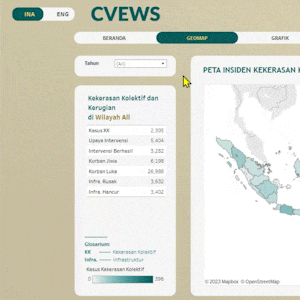 INA ENG CVEWS
BERANDA GEOMAP GRAFIK
Tahun (All)
PETA INSIDEN KEKERASAN K
Kekerasan Kolektif dan
Kerugian
di Wilayah All
Kasus KK 2,305
Upaya Intervensi 5,404
Intervensi Berhasil 3,282
Korban Jiwa 6,198
Korban Luka 26,988
Infra. Rusak 3,632
Infra. Hancur 3,402
Glosarium
KK Kekerasan Kolektif
Infra. Infrastruktur
Kasus Kekerasan Kolektif
0 396
© 2023 Mapbox © OpenStreetMap